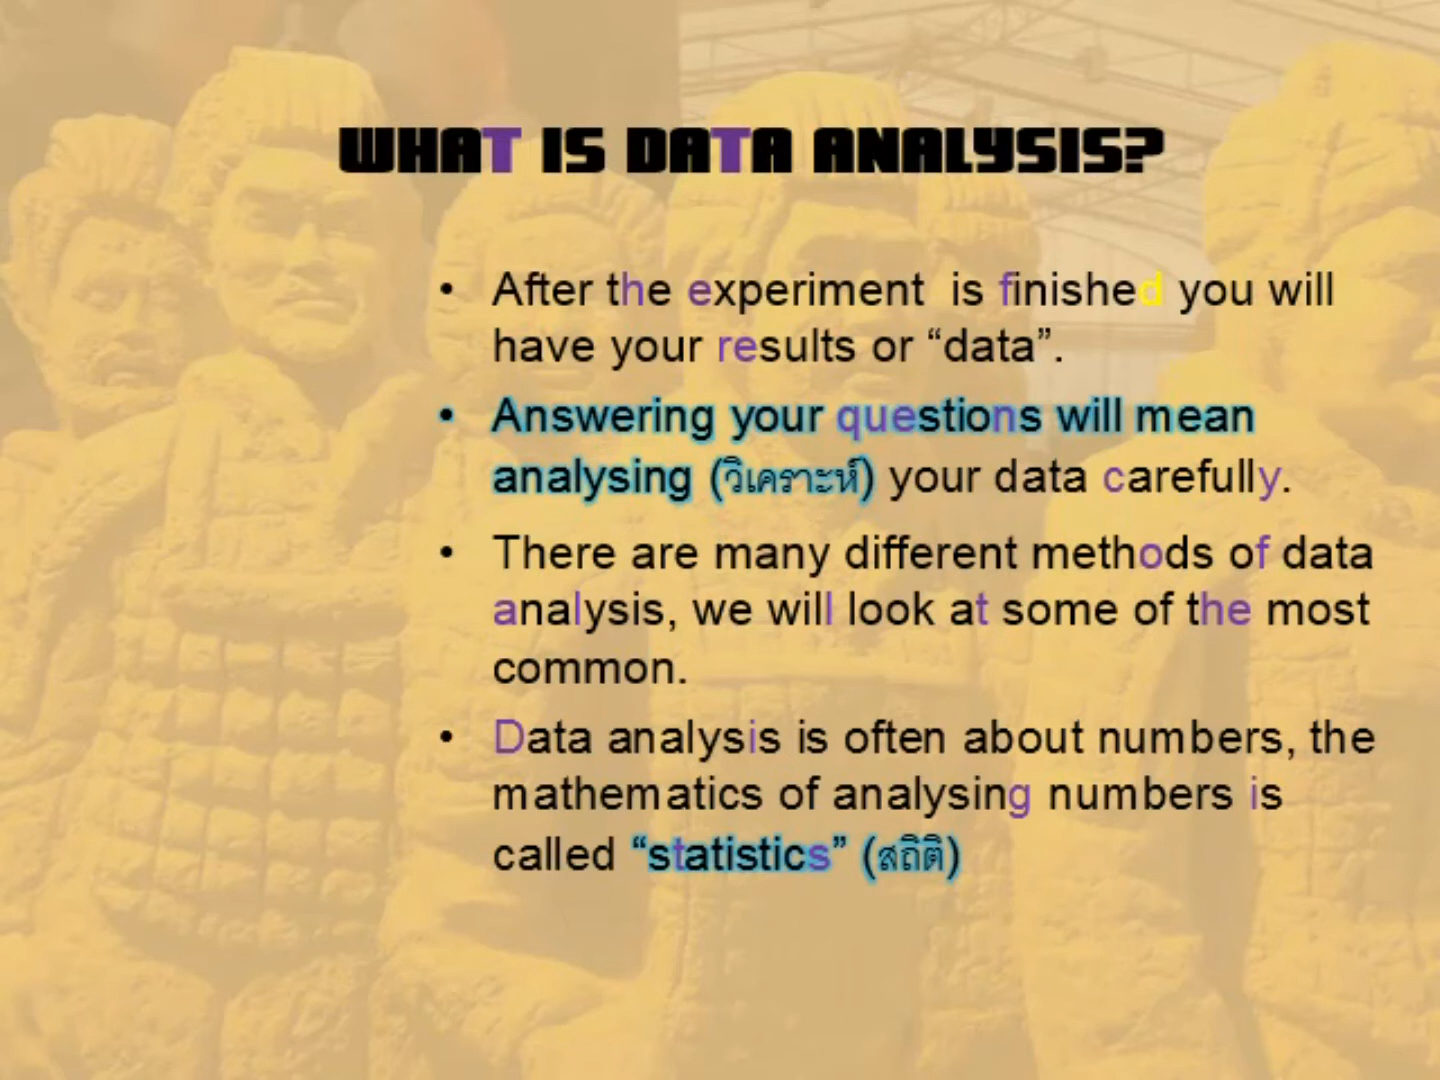 WHAT IS DATA ANALYSIS?
• After the experiment is finished you will
have your results or “data”.
• Answering your questions will mean
analysing (วิเคราะห์) your data carefully.
• There are many different methods of data
analysis, we will look at some of the most
common.
• Data analysis is often about numbers, the
mathematics of analysing numbers is
called “statistics” (สถิติ)